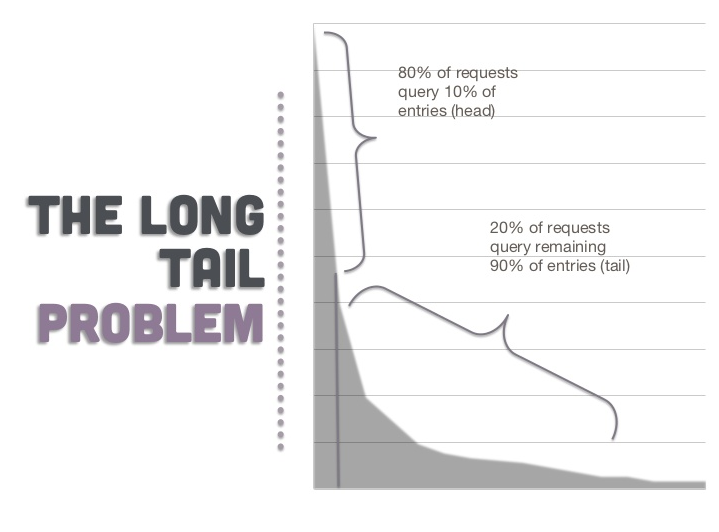 THE LONG
TAIL
PROBLEM
80% of requests
query 10% of
entries (head)
20% of requests
query remaining
90% of entries (tail)